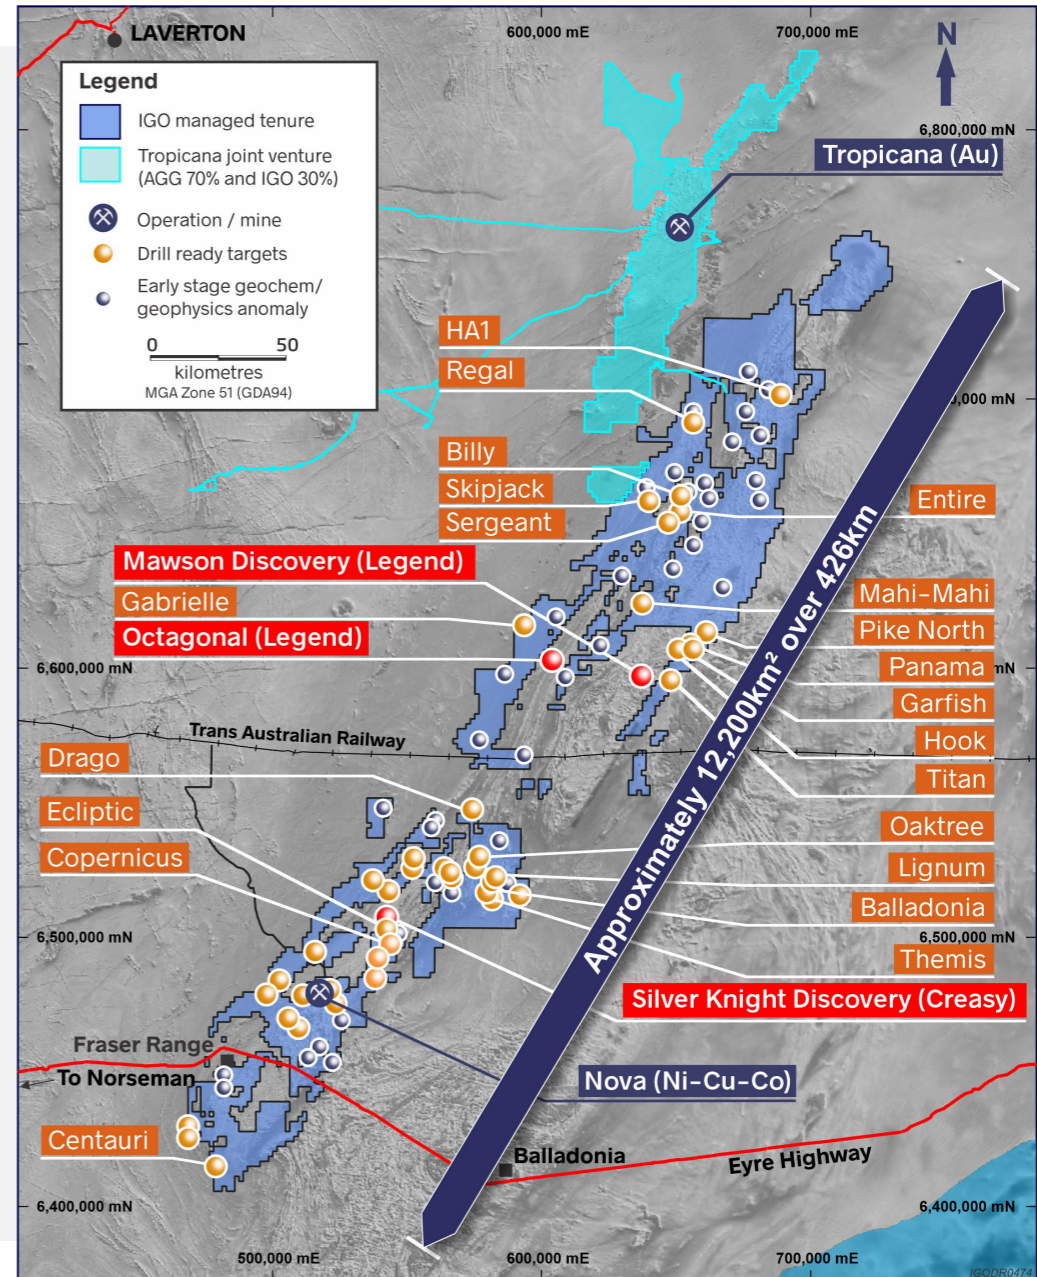 LAVERTON
600,000 mE
700,000 mE
N
Legend
IGO managed tenure
Tropicana joint venture
(AGG 70% and IGO 30%)
Operation / mine
Drill ready targets
Early stage geochem/
geophysics anomaly
0 50
kilometres
MGA Zone 51 (GDA94)
6,800,000 mN
Tropicana (Au)
HA1
Regal
Billy
Skipjack
Sergeant
Entire
Mawson Discovery (Legend)
Gabrielle
Octagonal (Legend)
Mahi-Mahi
Pike North
6,600,000 mN
Panama
Garfish
Hook
Titan
Trans Australian Railway
Drago
Ecliptic
Copernicus
Oaktree
Lignum
Balladonia
6,500,000 mN
6,500,000 mN
Themis
Approximately 12,200km² over 426km
Silver Knight Discovery (Creasy)
Fraser Range
To Norseman
Nova (Ni-Cu-Co)
Centauri
Balladonia
Eyre Highway
6,400,000 mN
6,400,000 mN
500,000 mE
600,000 mE
700,000 mE
IGODR0474